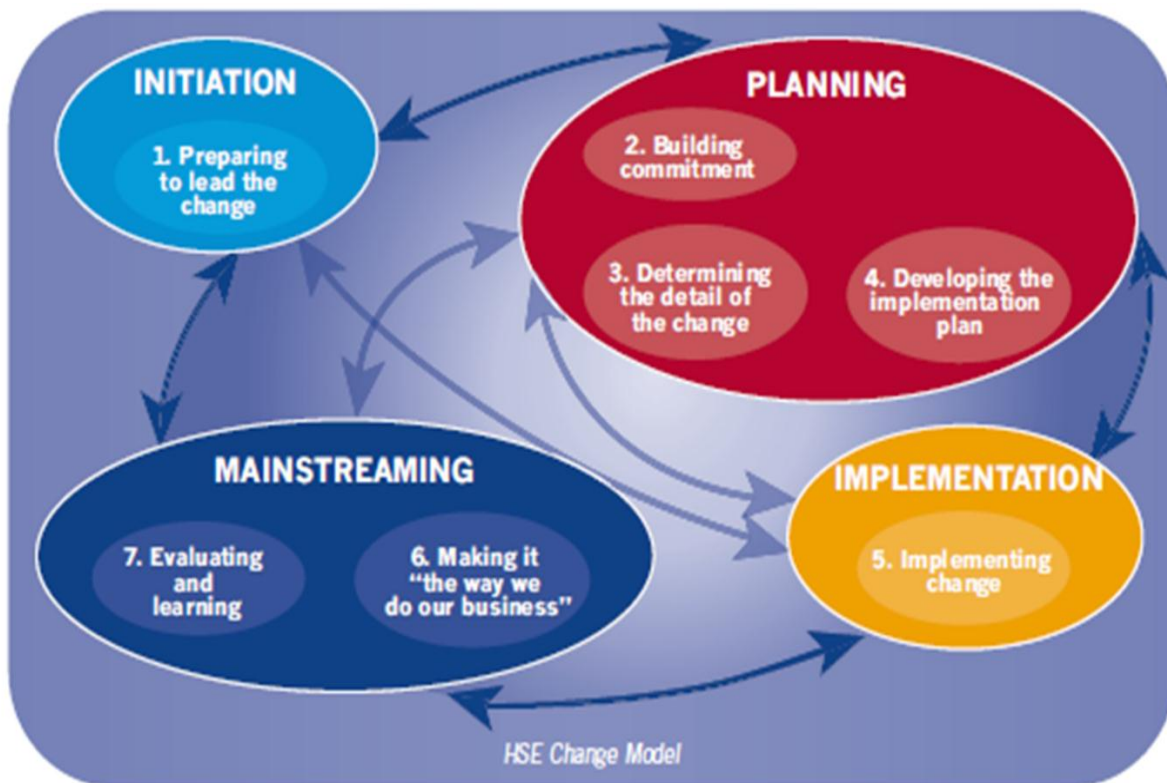 INITIATION
1. Preparing
to lead the
change
PLANNING
2. Building
commitment
3. Determining
the detail of
the change
4. Developing the
implementation
plan
MAINSTREAMING
7. Evaluating
and
learning
6. Making it
“the way we
do our business”
IMPLEMENTATION
5. Implementing
change
HSE Change Model